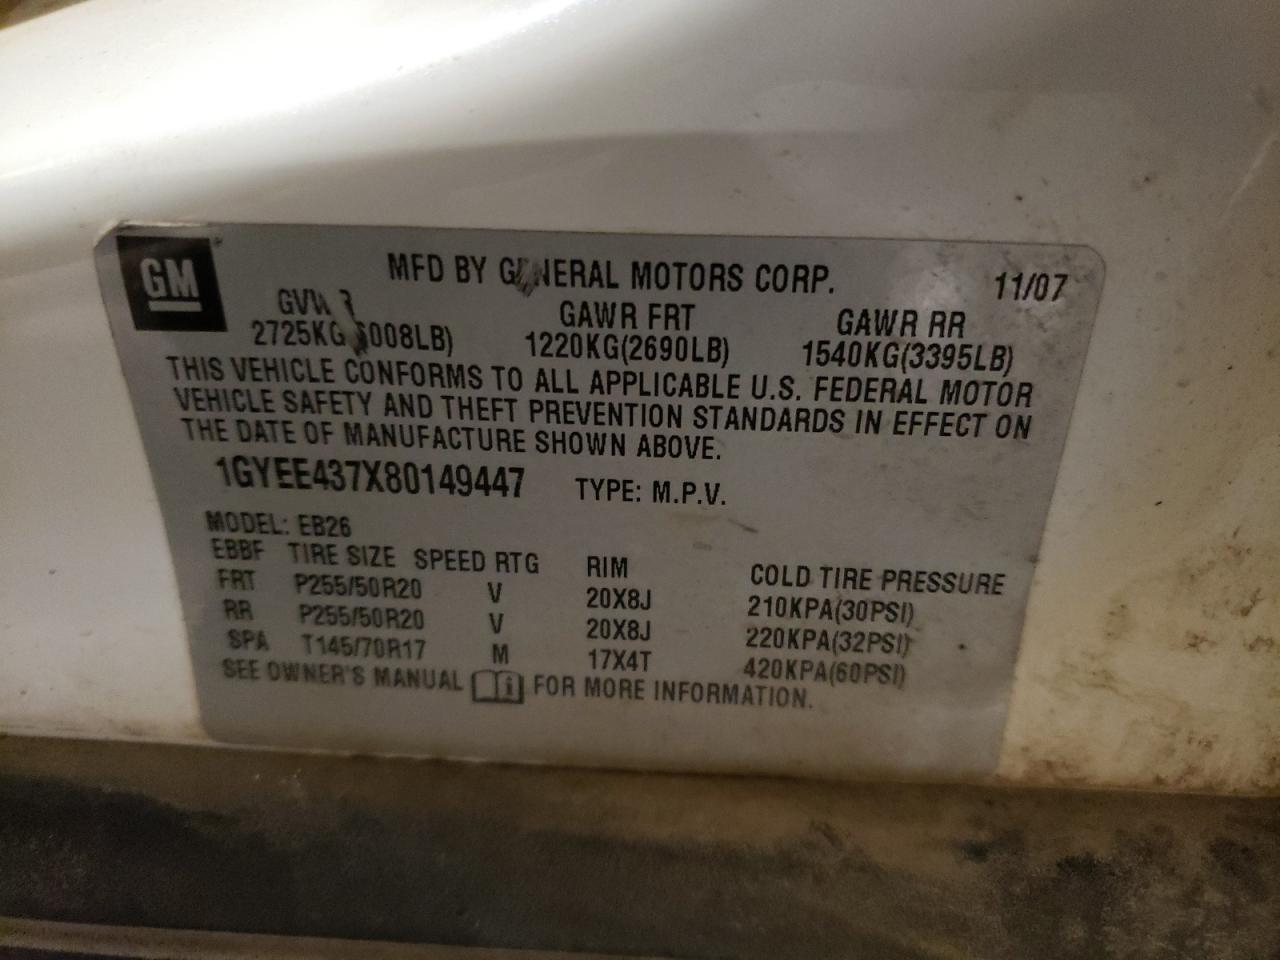 GM
MFD BY GENERAL MOTORS CORP. 11/07
GVWR GAWR FRT GAWR RR
2725KG(6008LB) 1220KG(2690LB) 1540KG(3395LB)
THIS VEHICLE CONFORMS TO ALL APPLICABLE U.S. FEDERAL MOTOR
VEHICLE SAFETY AND THEFT PREVENTION STANDARDS IN EFFECT ON
THE DATE OF MANUFACTURE SHOWN ABOVE.
1GYEE437X80149447 TYPE: M.P.V.
MODEL: EB26
EBBF TIRE SIZE SPEED RTG RIM COLD TIRE PRESSURE
FRT P255/50R20 V 20X8J 210KPA(30PSI)
RR P255/50R20 V 20X8J 220KPA(32PSI)
SPA T145/70R17 M 17X4T 420KPA(60PSI)
SEE OWNER'S MANUAL FOR MORE INFORMATION.